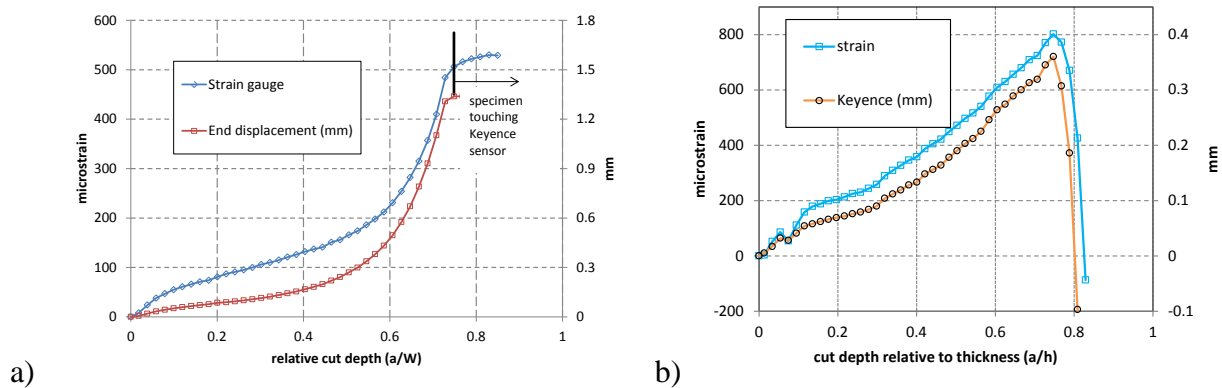 600
500
400
300
200
100
0
microstrain
Strain gauge
End displacement (mm)
specimen
touching
Keyence
sensor
1.8
1.5
1.2
0.9
0.6
0.3
0
mm
0 0.2 0.4 0.6 0.8 1
relative cut depth (a/W)
a)
800
600
400
200
0
-200
microstrain
strain
Keyence (mm)
0.4
0.3
0.2
0.1
0
-0.1
mm
0 0.2 0.4 0.6 0.8 1
cut depth relative to thickness (a/h)
b)